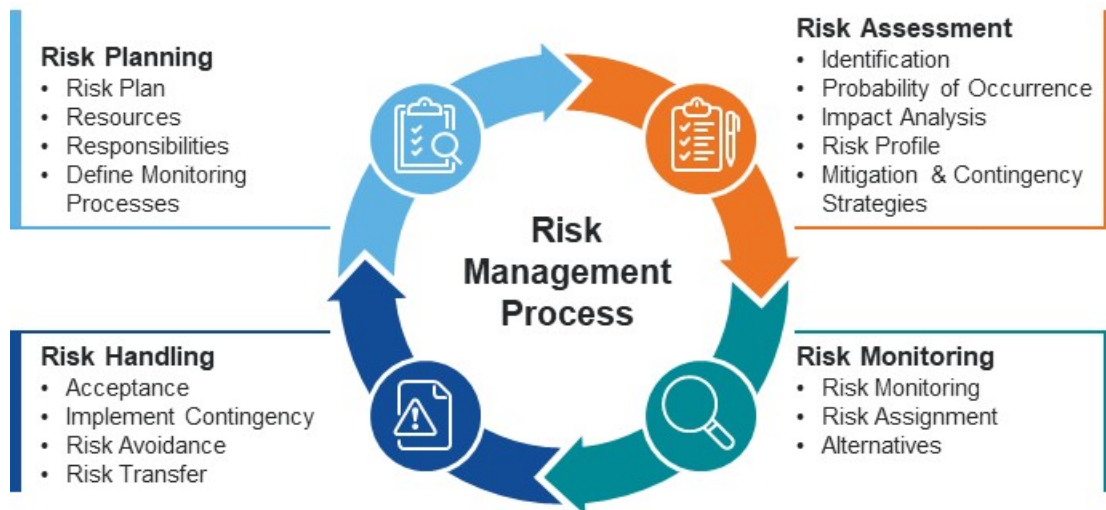 Risk Planning
• Risk Plan
• Resources
• Responsibilities
• Define Monitoring
Processes
Risk Assessment
• Identification
• Probability of Occurrence
• Impact Analysis
• Risk Profile
• Mitigation & Contingency
Strategies
Risk
Management
Process
Risk Handling
• Acceptance
• Implement Contingency
• Risk Avoidance
• Risk Transfer
Risk Monitoring
• Risk Monitoring
• Risk Assignment
• Alternatives